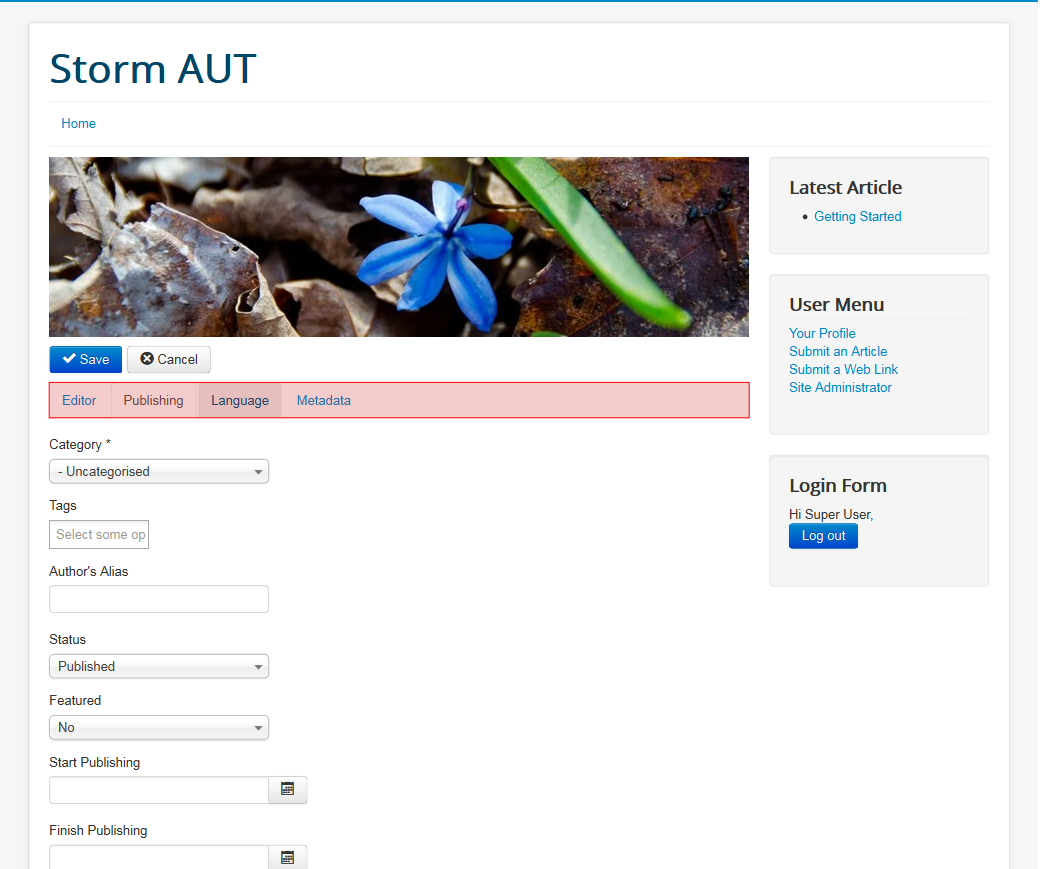 Storm AUT
Home
Save
Cancel
Editor
Publishing
Language
Metadata
Category *
- Uncategorised
Tags
Select some op
Author's Alias
Status
Published
Featured
No
Start Publishing
Finish Publishing
Latest Article
Getting Started
User Menu
Your Profile
Submit an Article
Submit a Web Link
Site Administrator
Login Form
Hi Super User,
Log out